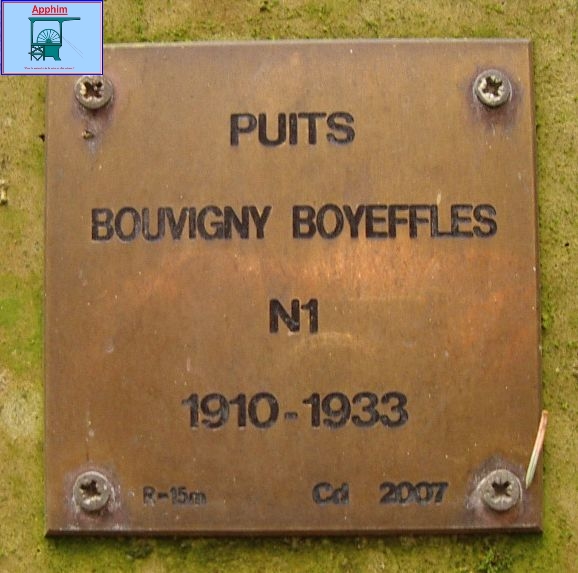 Apphim
PUITS
BOUVIGNY BOYEFFLES
N1
1910-1933
R-15m Cd 2007